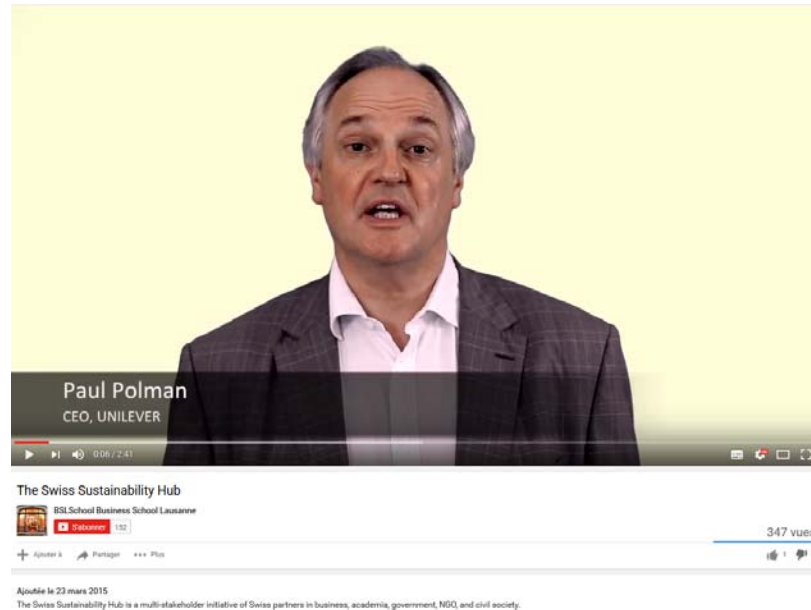 Paul Polman
CEO, UNILEVER
0:06 / 2:41
The Swiss Sustainability Hub
BSLSchool Business School Lausanne
S'abonner 152
347 vues
Ajouter à Partager Plus 1
Ajoutée le 23 mars 2015
The Swiss Sustainability Hub is a multi-stakeholder initiative of Swiss partners in business, academia, government, NGO, and civil society.